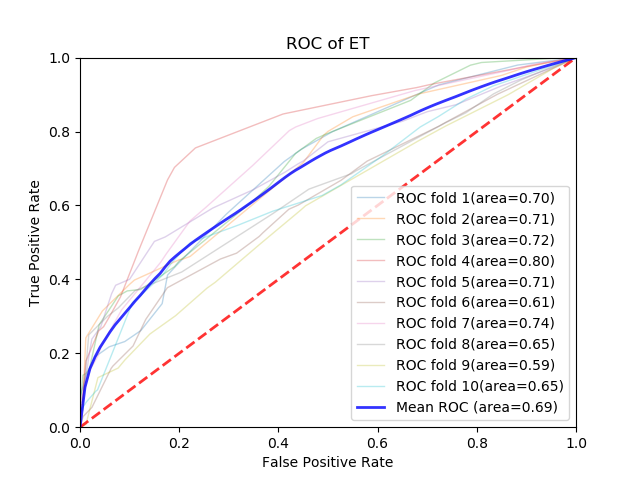 ROC of ET
1.0
0.8
0.6
0.4
0.2
0.0
True Positive Rate
ROC fold 1(area=0.70)
ROC fold 2(area=0.71)
ROC fold 3(area=0.72)
ROC fold 4(area=0.80)
ROC fold 5(area=0.71)
ROC fold 6(area=0.61)
ROC fold 7(area=0.74)
ROC fold 8(area=0.65)
ROC fold 9(area=0.59)
ROC fold 10(area=0.65)
Mean ROC (area=0.69)
0.0 0.2 0.4 0.6 0.8 1.0
False Positive Rate